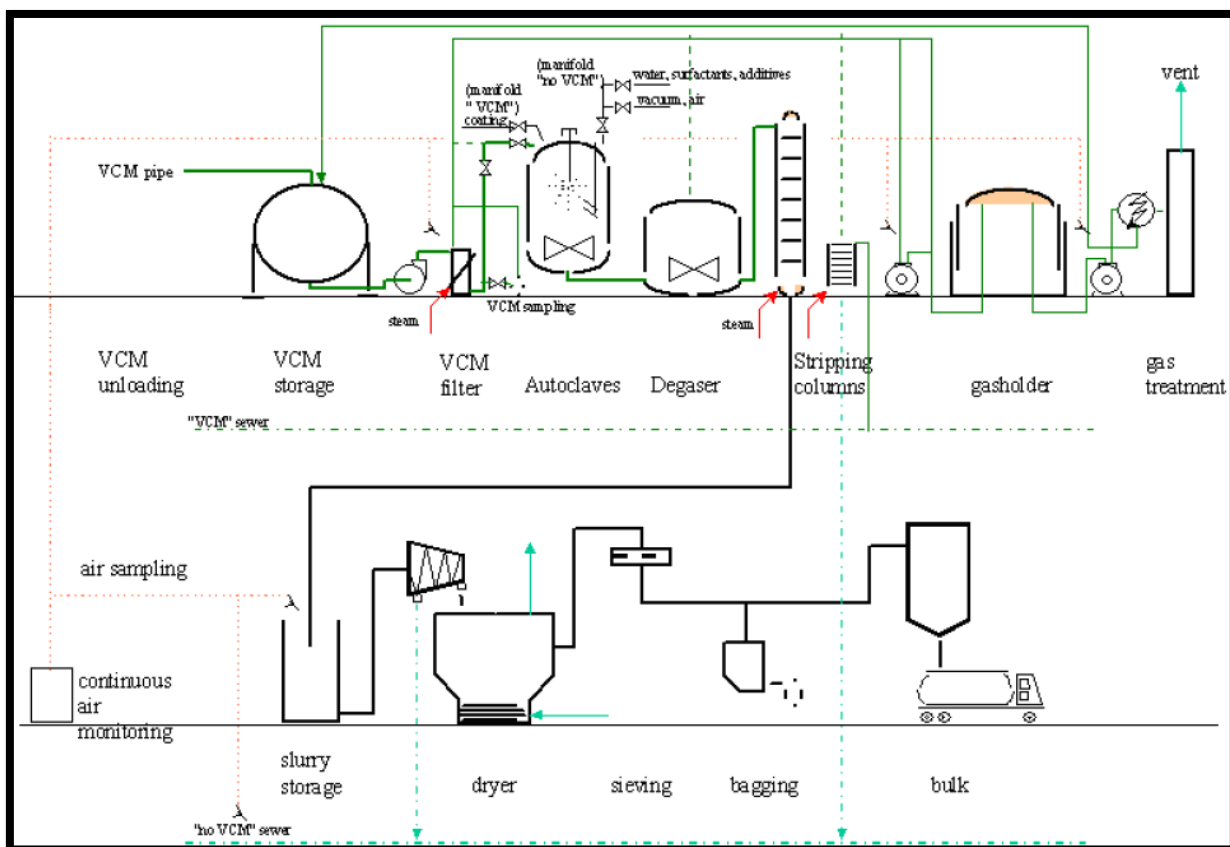 (manifold
"no VCM")
water, surfactants, additives
vacuum, air
(manifold
"VCM")
coating
vent
VCM pipe
VCM sampling
steam
steam
VCM
unloading
VCM
storage
VCM
filter
Autoclaves
Degaser
Stripping
columns
gasholder
gas
treatment
"VCM" sewer
air sampling
continuous
air
monitoring
slurry
storage
dryer
sieving
bagging
bulk
"no VCM" sewer